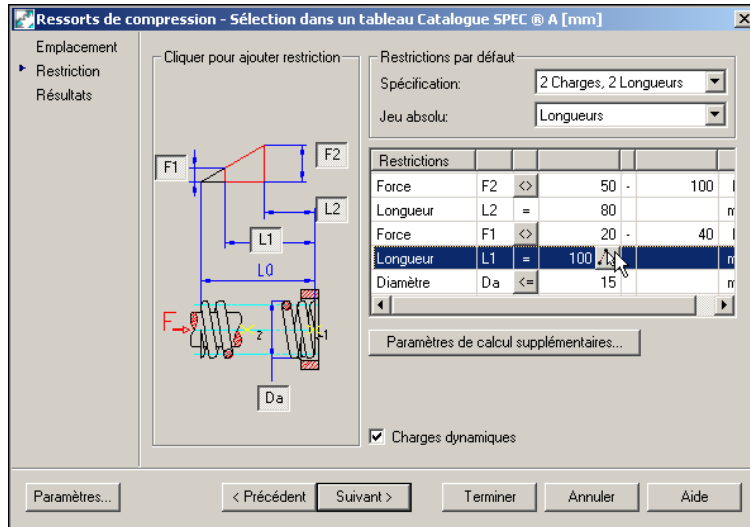 Ressorts de compression - Sélection dans un tableau Catalogue SPEC ® A [mm]
Emplacement
Restriction
Résultats
Cliquer pour ajouter restriction
F1
F2
L2
L1
L0
F
2
1
Da
Restrictions par défaut
Spécification:
2 Charges, 2 Longueurs
Jeu absolu:
Longueurs
Restrictions
Force F2 <> 50 - 100
Longueur L2 = 80
Force F1 <> 20 - 40
Longueur L1 = 100
Diamètre Da <= 15
Paramètres de calcul supplémentaires...
Charges dynamiques
Paramètres...
< Précédent
Suivant >
Terminer
Annuler
Aide